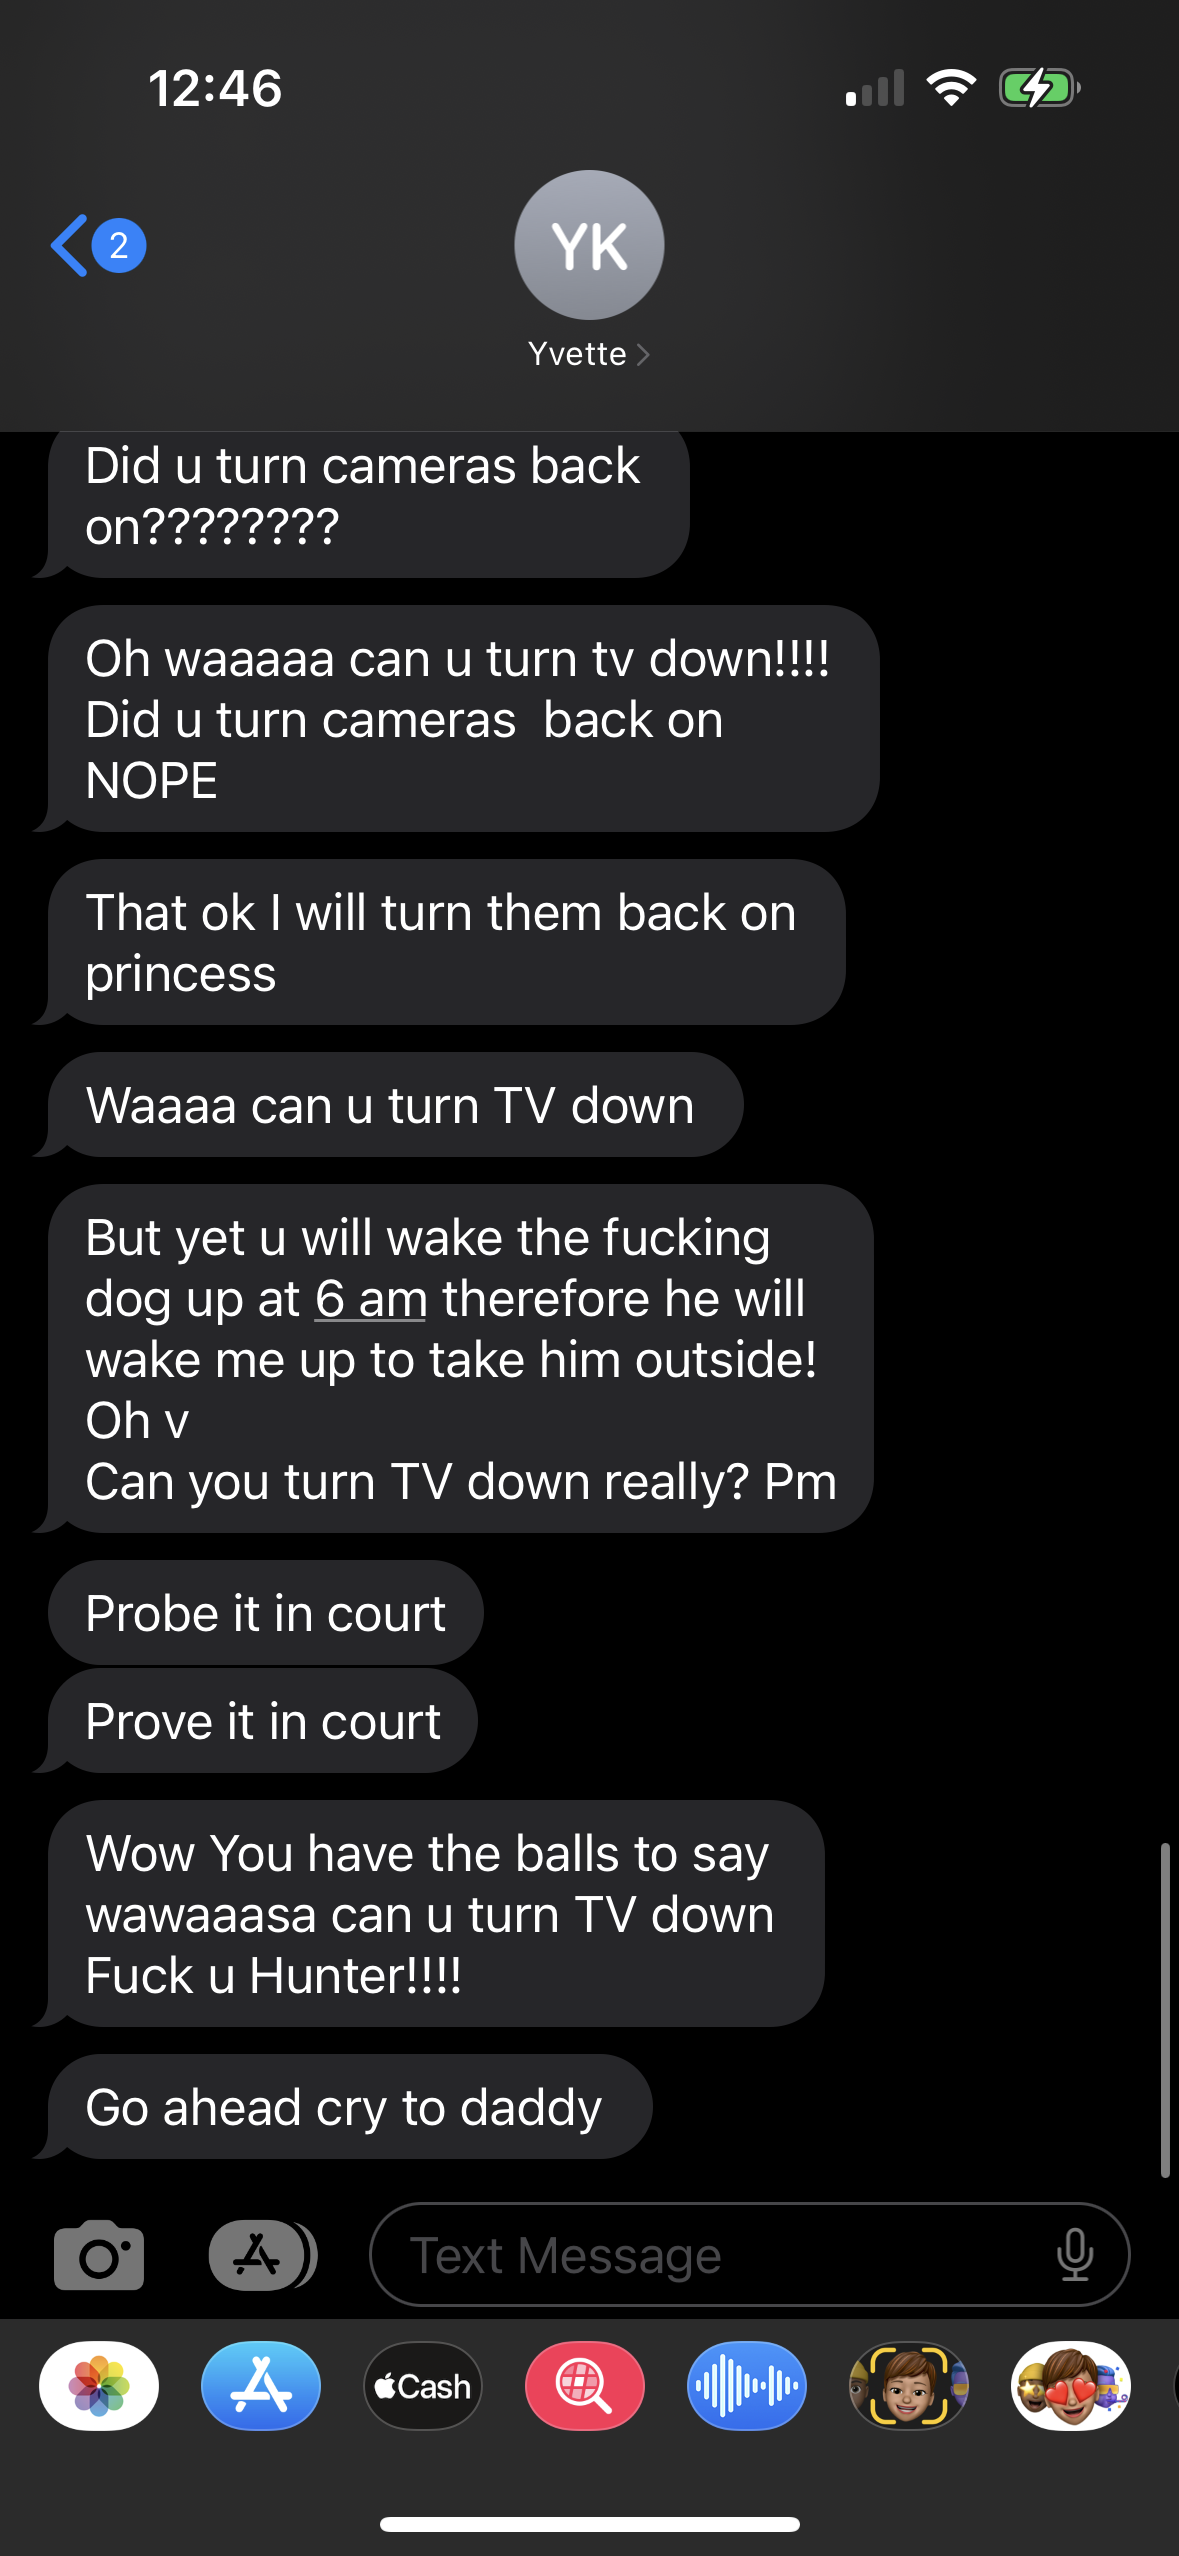 12:46
2
YK
Yvette
Did u turn cameras back
on????????
Oh waaaaa can u turn tv down!!!!
Did u turn cameras  back on
NOPE
That ok I will turn them back on
princess
Waaaa can u turn TV down
But yet u will wake the fucking
dog up at 6 am therefore he will
wake me up to take him outside!
Oh v
Can you turn TV down really? Pm
Probe it in court
Prove it in court
Wow You have the balls to say
wawaaasa can u turn TV down
Fuck u Hunter!!!!
Go ahead cry to daddy
Text Message
Cash